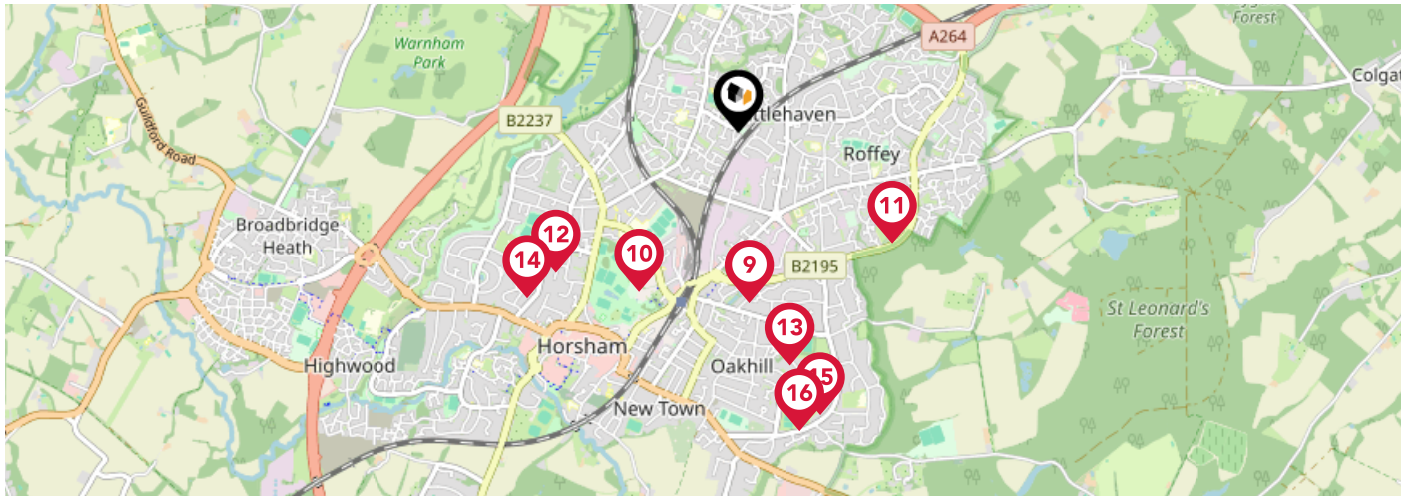 Forest
Colgat
Warnham
Park
A264
B2237
ttlehaven
Guildford Road
Roffey
11
Broadbridge
Heath
12
14
10
9
B2195
St Leonard's
Forest
13
Horsham
Highwood
Oakhill
15
16
New Town